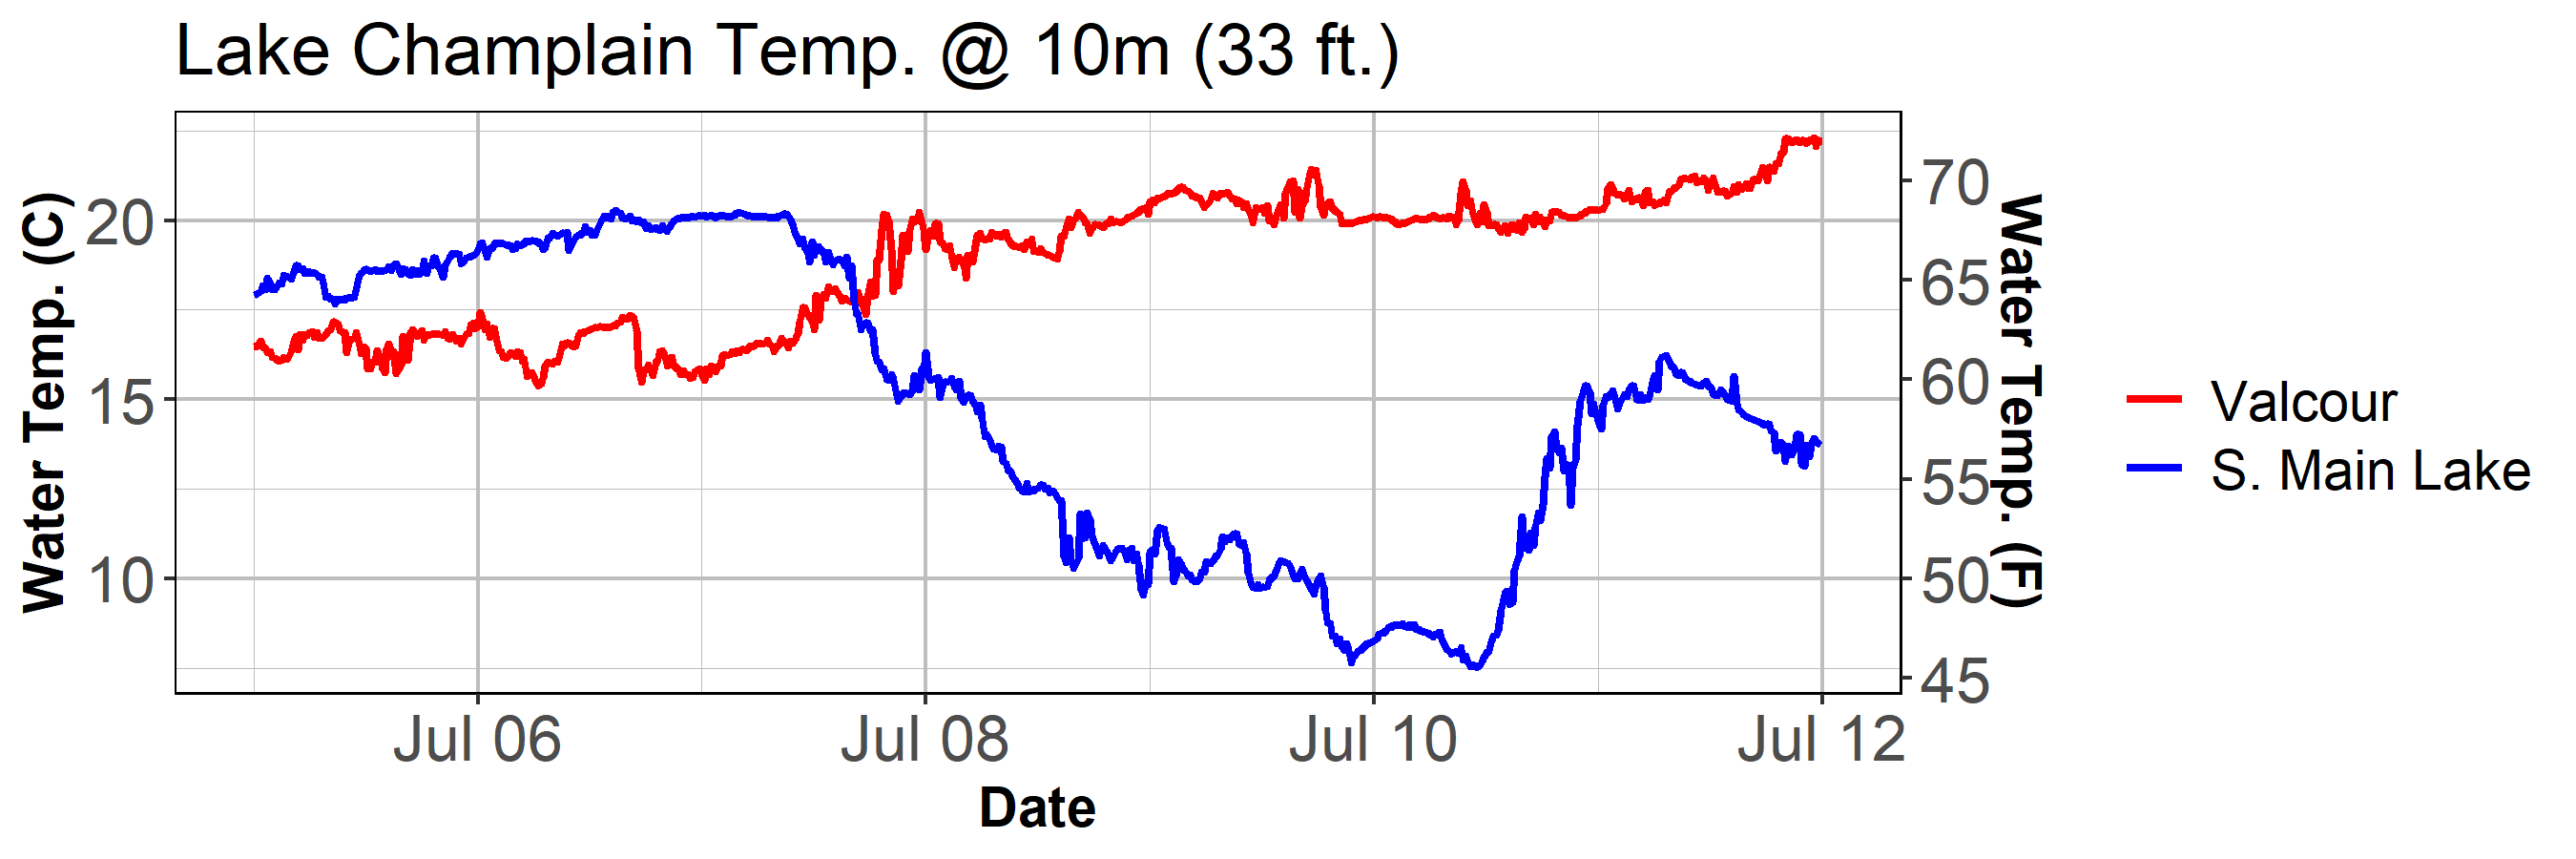 Lake Champlain Temp. @ 10m (33 ft.)
Water Temp. (C)
20
15
10
70
65
60
55
50
45
Water Temp. (F)
Jul 06
Jul 08
Jul 10
Jul 12
Date
Valcour
S. Main Lake